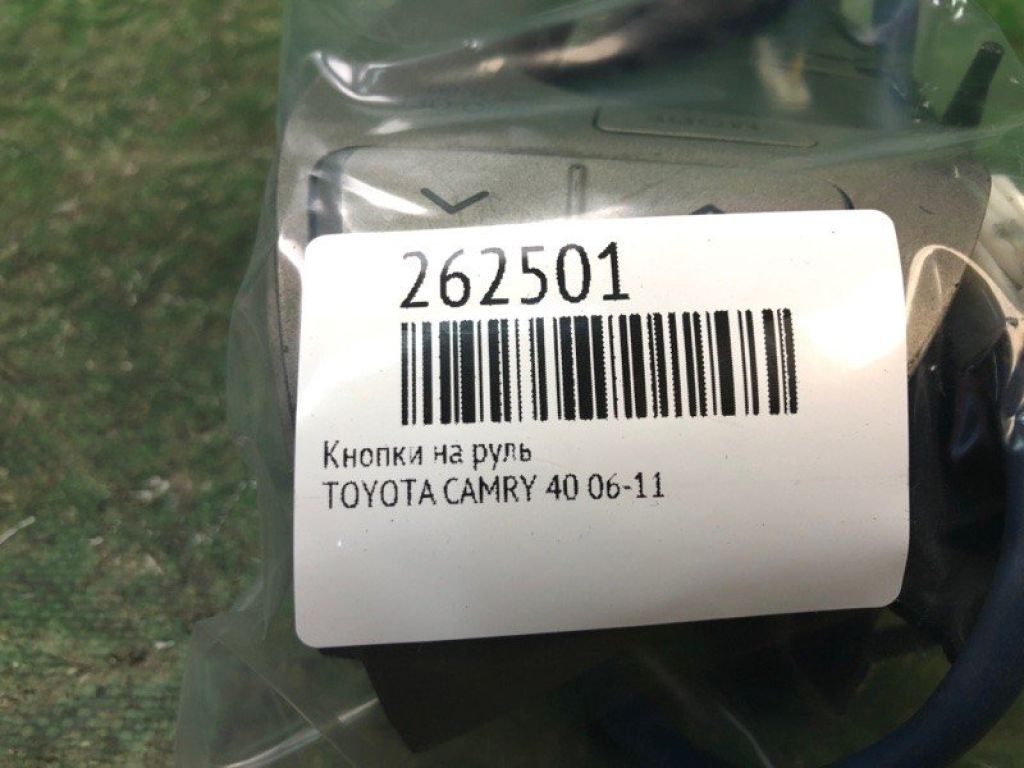 262501
Кнопки на руль
TOYOTA CAMRY 40 06-11